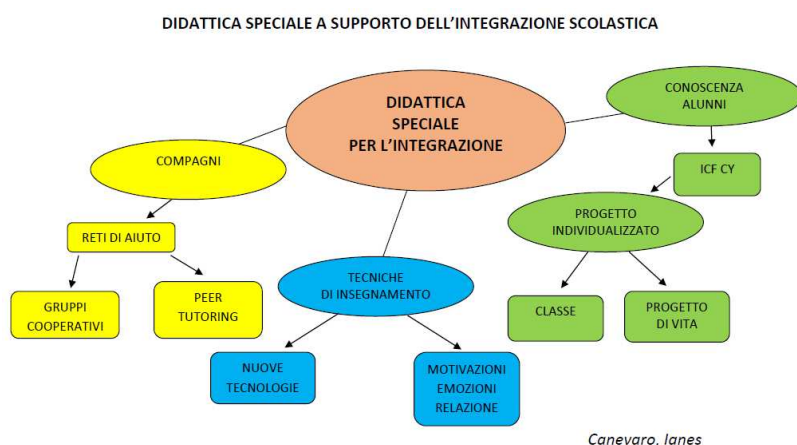 DIDATTICA SPECIALE A SUPPORTO DELL'INTEGRAZIONE SCOLASTICA
DIDATTICA
SPECIALE
PER L'INTEGRAZIONE
CONOSCENZA
ALUNNI
COMPAGNI
ICF CY
PROGETTO
INDIVIDUALIZZATO
RETI DI AIUTO
TECNICHE
DI INSEGNAMENTO
GRUPPI
COOPERATIVI
PEER
TUTORING
CLASSE
PROGETTO
DI VITA
NUOVE
TECNOLOGIE
MOTIVAZIONI
EMOZIONI
RELAZIONE
Canevaro. Ianes